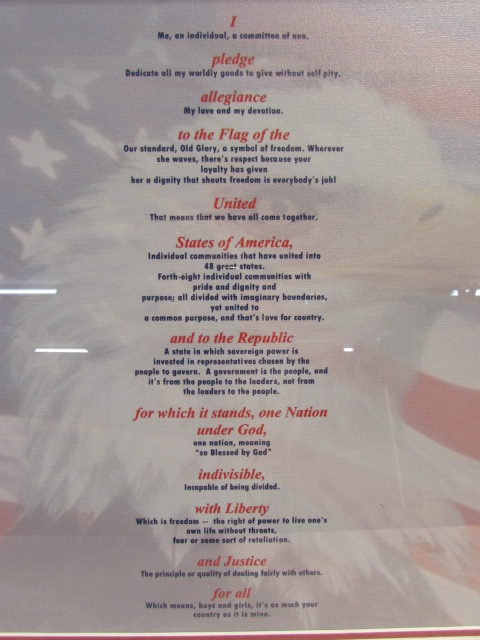 I
Me, an individual, a committee of one.
pledge
Dedicate all my worldly goods to give without self pity.
allegiance
My love and my devotion.
to the Flag of the
Our standard, Old Glory, a symbol of freedom. Wherever
she waves, there's respect because your
loyalty has given
her a dignity that shouts freedom is everybody's job!
United
That means that we have all come together.
States of America,
Individual communities that have united into
48 great states.
Forth-eight individual communities with
pride and dignity and
purpose; all divided with imaginary boundaries,
yet united to
a common purpose, and that's love for country.
and to the Republic
A state in which sovereign power is
invested in representatives chosen by the
people to govern. A government is the people, and
it's from the people to the leaders, not from
the leaders to the people.
for which it stands, one Nation
under God,
one nation, meaning
"so Blessed by God"
indivisible,
Incapable of being divided.
with Liberty
Which is freedom -- the right of power to live one's
own life without threats,
fear or some sort of retaliation.
and Justice
The principle or quality of dealing fairly with others.
for all
Which means, boys and girls, it's as much your
country as it is mine.